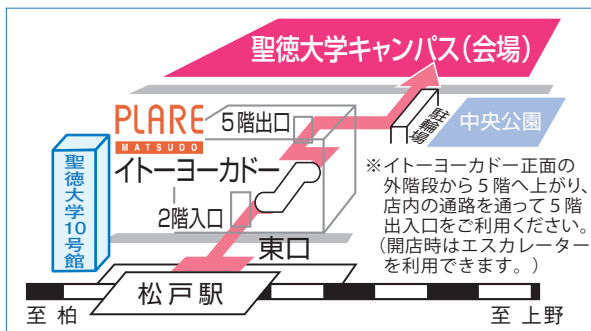 聖徳大学キャンパス（会場）
PLARE
MATSUDO
5階出口
駐輪場
中央公園
イトーヨーカドー
聖徳大学10号館
2階入口
※イトーヨーカドー正面の
外階段から5階へ上がり、
店内の通路を通って5階
出入口をご利用ください。
（開店時はエスカレーター
を利用できます。）
東口
松戸駅
至 柏
至 上野